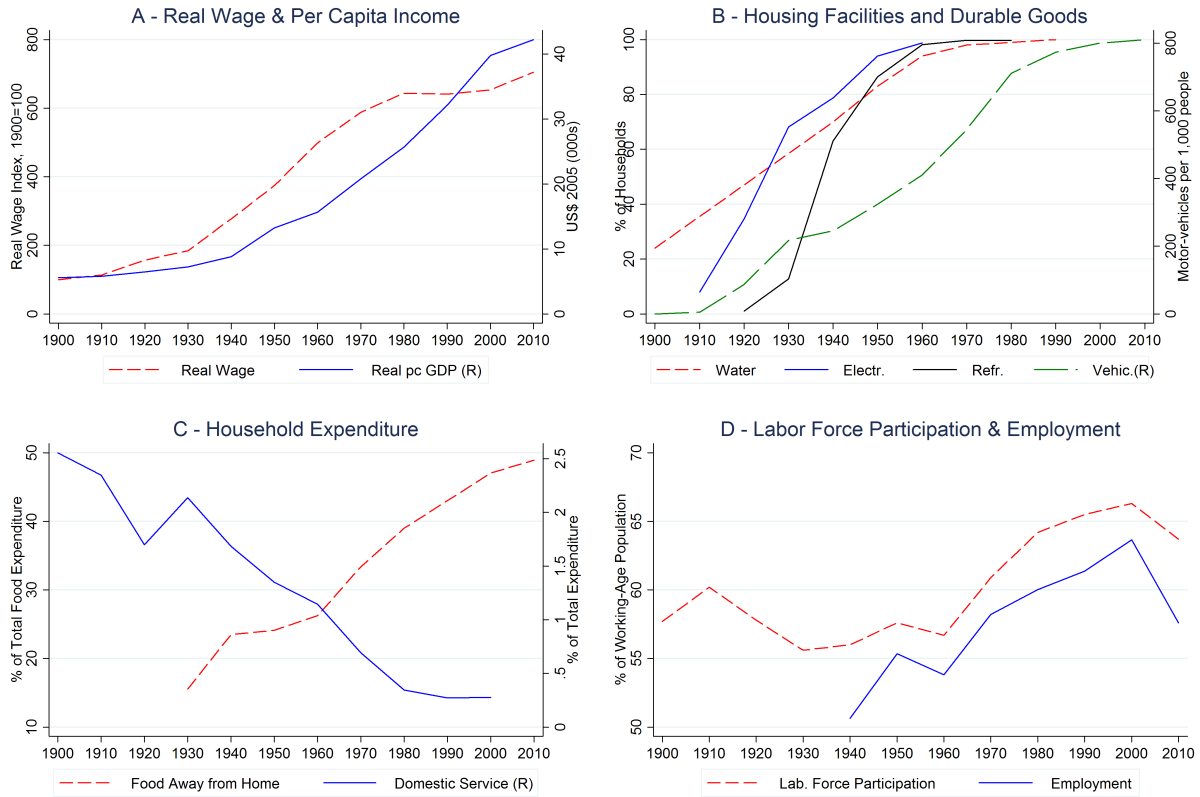 A - Real Wage & Per Capita Income
Real Wage Index, 1900=100
0 200 400 600 800
US$ 2005 (000s)
0 10 20 30 40
1900 1910 1920 1930 1940 1950 1960 1970 1980 1990 2000 2010
Real Wage Real pc GDP (R)
B - Housing Facilities and Durable Goods
% of Households
0 20 40 60 80 100
Motor-vehicles per 1,000 people
0 200 400 600 800
1900 1910 1920 1930 1940 1950 1960 1970 1980 1990 2000 2010
Water Electr. Refr. Vehic.(R)
C - Household Expenditure
% of Total Food Expenditure
10 20 30 40 50
% of Total Expenditure
0 .5 1 1.5 2 2.5
1900 1910 1920 1930 1940 1950 1960 1970 1980 1990 2000 2010
Food Away from Home Domestic Service (R)
D - Labor Force Participation & Employment
% of Working-Age Population
50 55 60 65 70
1900 1910 1920 1930 1940 1950 1960 1970 1980 1990 2000 2010
Lab. Force Participation Employment